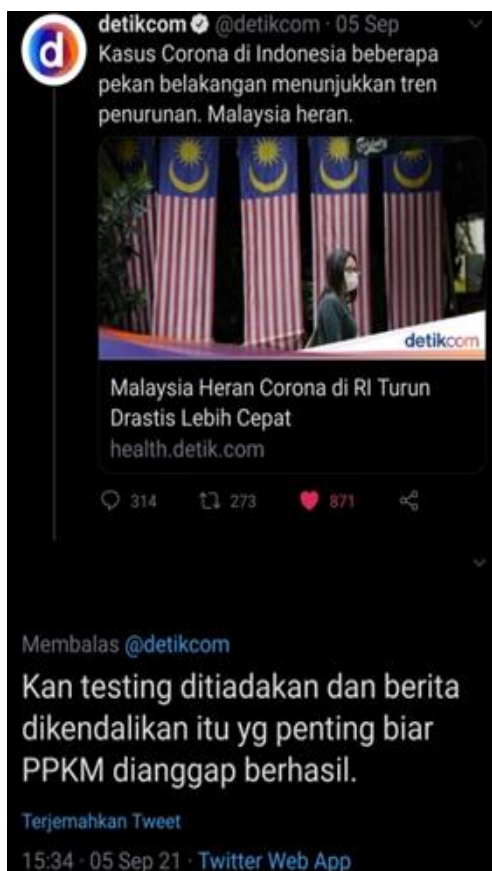 detikcom @detikcom · 05 Sep
Kasus Corona di Indonesia beberapa
pekan belakangan menunjukkan tren
penurunan. Malaysia heran.
detikcom
Malaysia Heran Corona di RI Turun
Drastis Lebih Cepat
health.detik.com
314 273 871
Membalas @detikcom
Kan testing ditiadakan dan berita
dikendalikan itu yg penting biar
PPKM dianggap berhasil.
Terjemahkan Tweet
15:34 · 05 Sep 21 · Twitter Web App